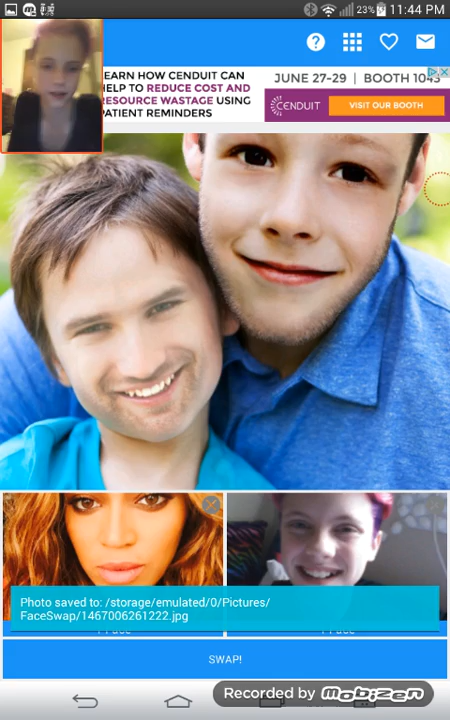 23% 11:44 PM
EARN HOW CENDUIT CAN
HELP TO REDUCE COST AND
RESOURCE WASTAGE USING
PATIENT REMINDERS
JUNE 27-29 | BOOTH 1043
CENDUIT
VISIT OUR BOOTH
Photo saved to: /storage/emulated/0/Pictures/
FaceSwap/1467006261222.jpg
SWAP!
Recorded by Mobizen